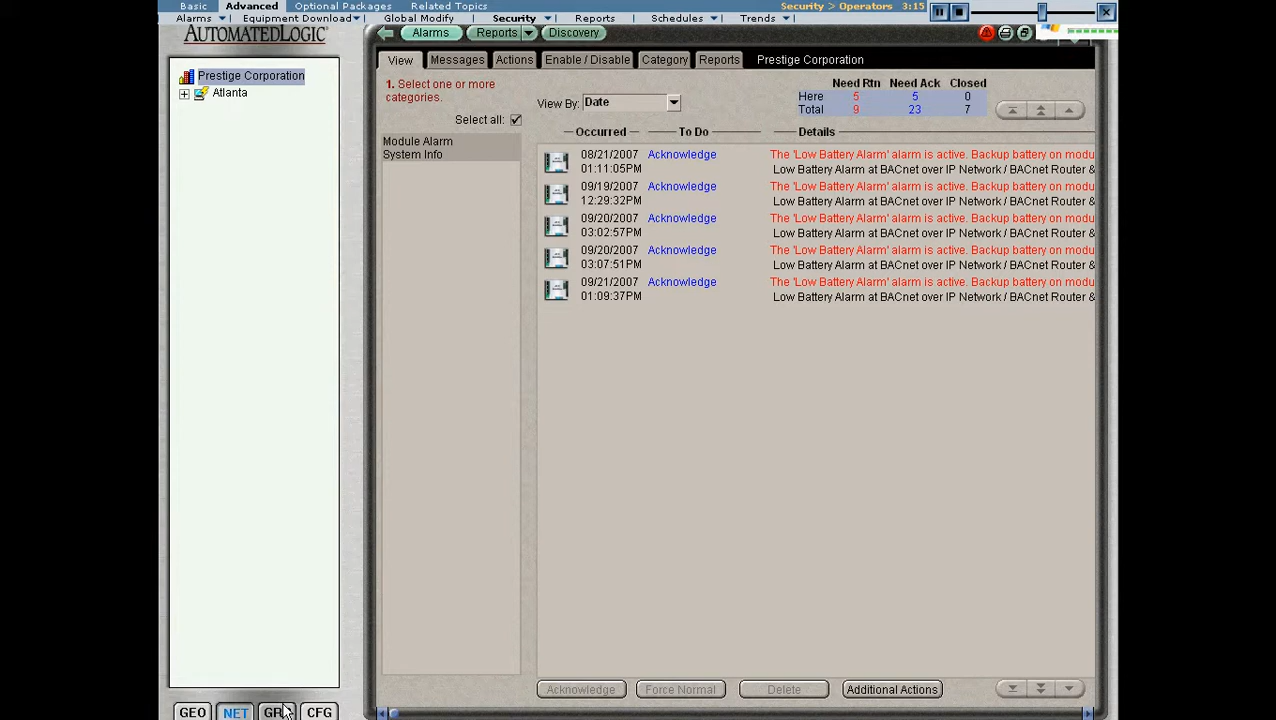 Basic Advanced Optional Packages Related Topics Security > Operators 3:15
Alarms Equipment Download Global Modify Security Reports Schedules Trends
AUTOMATEDLOGIC
Alarms Reports Discovery
View Messages Actions Enable / Disable Category Reports Prestige Corporation
Prestige Corporation
Atlanta
1. Select one or more
categories.
Select all:
Module Alarm
System Info
View By: Date
Need Rtn Need Ack Closed
Here 5 5 0
Total 9 23 7
Occurred To Do Details
08/21/2007 Acknowledge The 'Low Battery Alarm' alarm is active. Backup battery on modu
01:11:05PM Low Battery Alarm at BACnet over IP Network / BACnet Router &
09/19/2007 Acknowledge The 'Low Battery Alarm' alarm is active. Backup battery on modu
12:29:32PM Low Battery Alarm at BACnet over IP Network / BACnet Router &
09/20/2007 Acknowledge The 'Low Battery Alarm' alarm is active. Backup battery on modu
03:02:57PM Low Battery Alarm at BACnet over IP Network / BACnet Router &
09/20/2007 Acknowledge The 'Low Battery Alarm' alarm is active. Backup battery on modu
03:07:51PM Low Battery Alarm at BACnet over IP Network / BACnet Router &
09/21/2007 Acknowledge The 'Low Battery Alarm' alarm is active. Backup battery on modu
01:09:37PM Low Battery Alarm at BACnet over IP Network / BACnet Router &
Acknowledge Force Normal Delete Additional Actions
GEO NET CFG